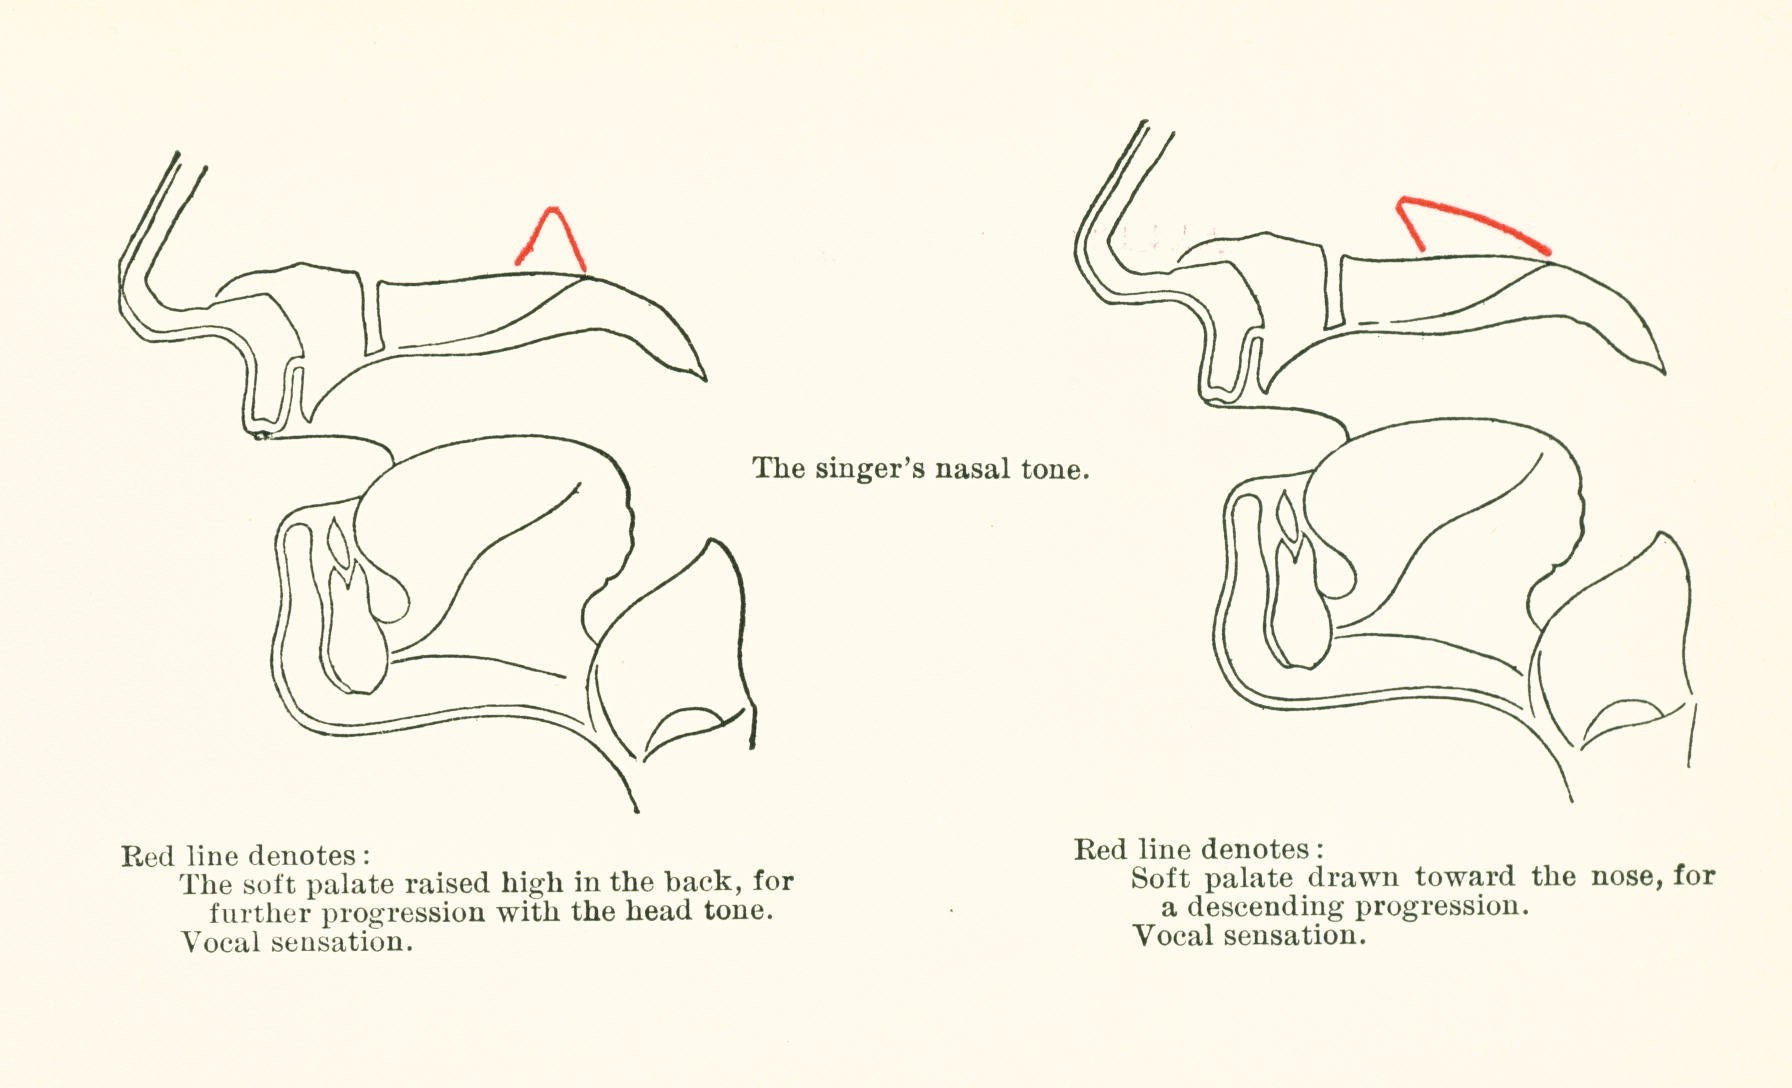 The singer's nasal tone.
Red line denotes:
The soft palate raised high in the back, for
further progression with the head tone.
Vocal sensation.
Red line denotes:
Soft palate drawn toward the nose, for
a descending progression.
Vocal sensation.